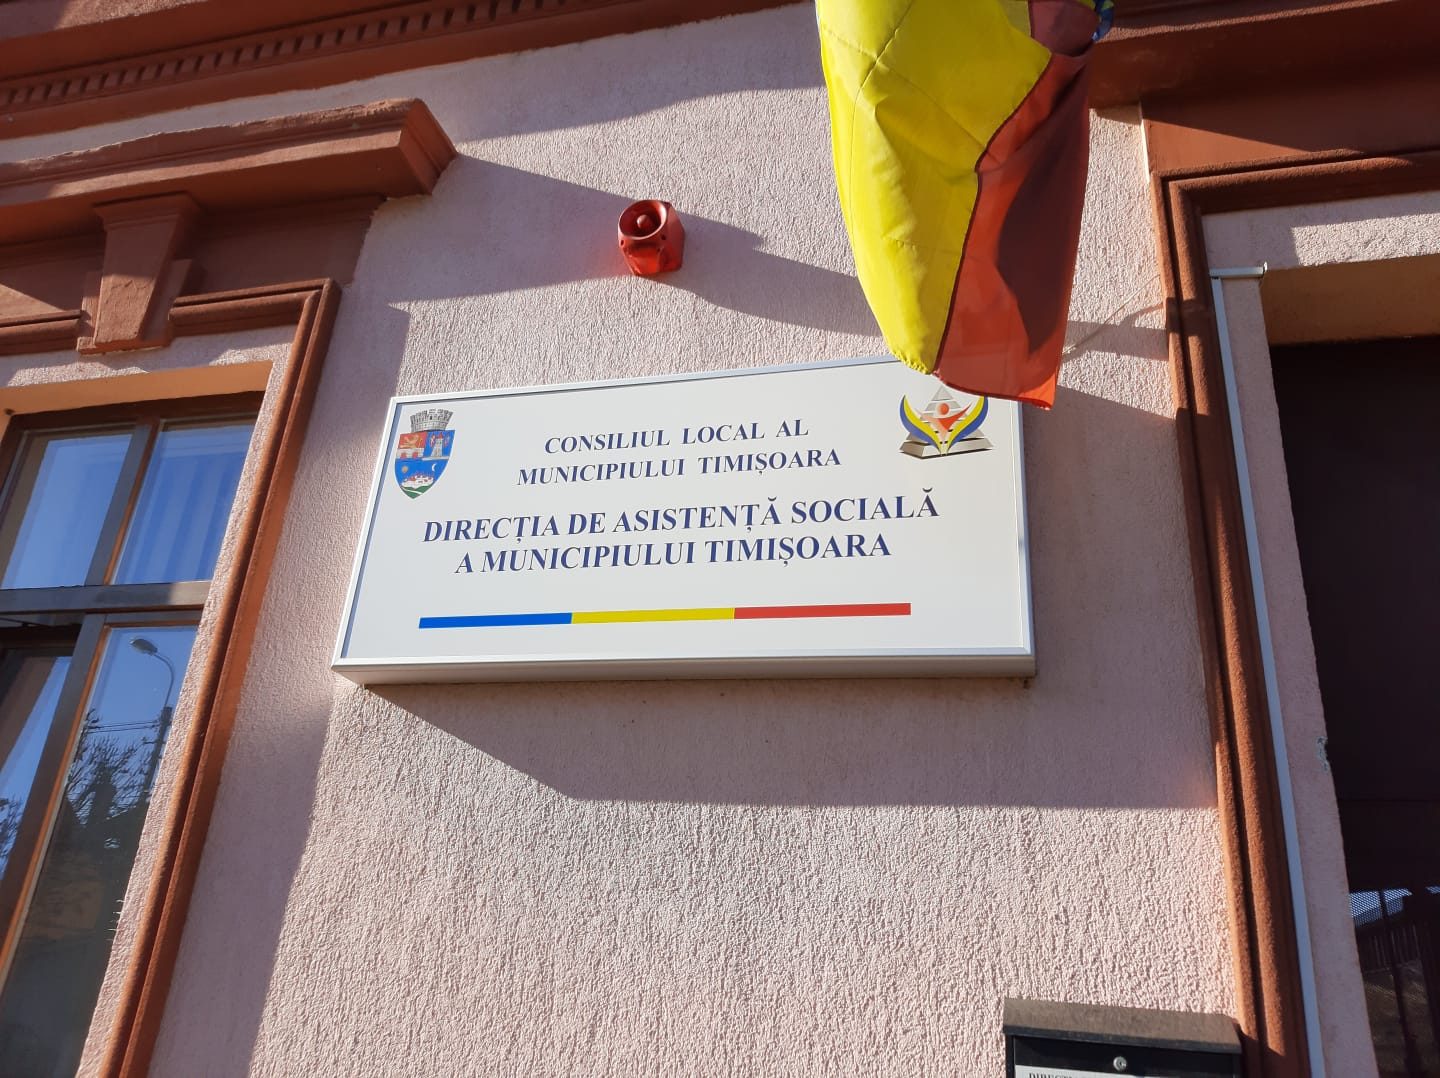 CONSILIUL LOCAL AL
MUNICIPIULUI TIMIȘOARA
DIRECȚIA DE ASISTENȚĂ SOCIALĂ
A MUNICIPIULUI TIMIȘOARA